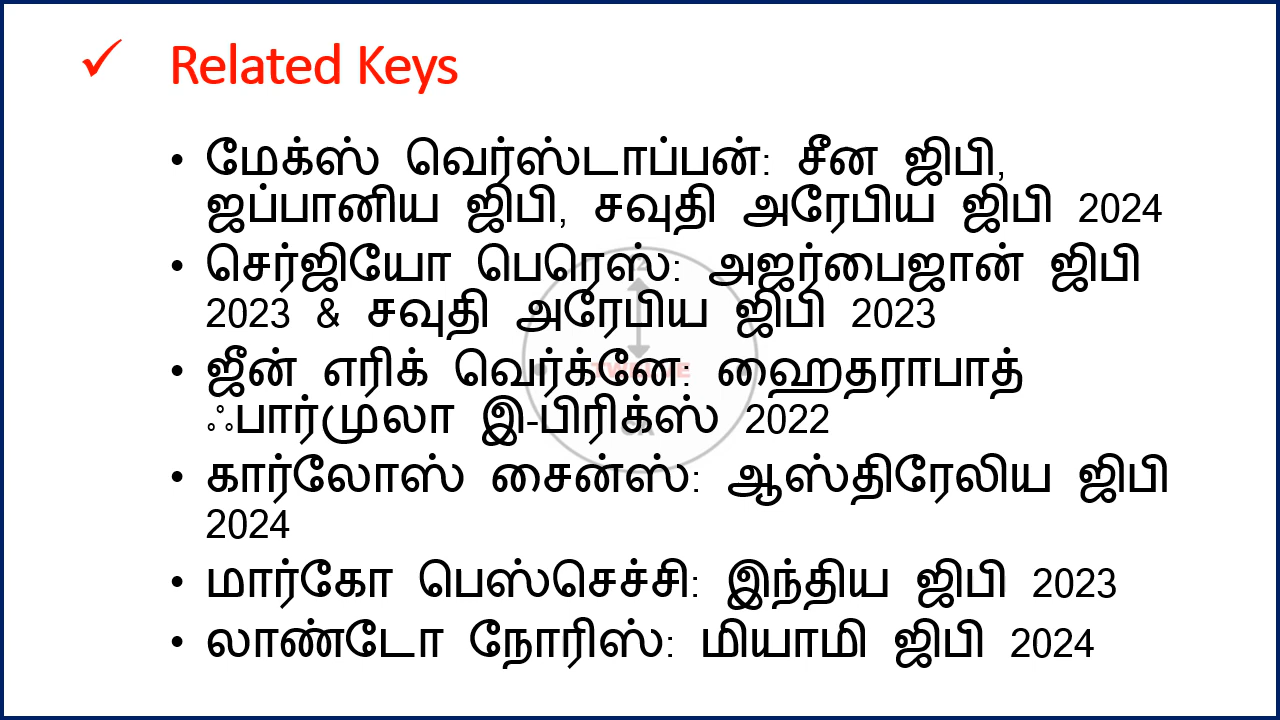 ✓ Related Keys
• மேக்ஸ் வெர்ஸ்டாப்பன்: சீன ஜிபி,
ஜப்பானிய ஜிபி, சவுதி அரேபிய ஜிபி 2024
• செர்ஜியோ பெரெஸ்: அஜர்பைஜான் ஜிபி
2023 & சவுதி அரேபிய ஜிபி 2023
• ஜீன் எரிக் வெர்க்னே: ஹைதராபாத்
ஃபார்முலா இ-பிரிக்ஸ் 2022
• கார்லோஸ் சைன்ஸ்: ஆஸ்திரேலிய ஜிபி
2024
• மார்கோ பெஸ்செச்சி: இந்திய ஜிபி 2023
• லாண்டோ நோரிஸ்: மியாமி ஜிபி 2024